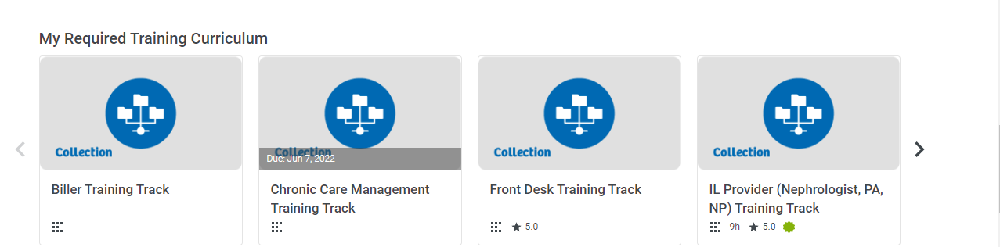 My Required Training Curriculum
Collection
Collection
Due: Jun 7, 2022
Collection
Collection
Biller Training Track
Chronic Care Management
Training Track
Front Desk Training Track
5.0
IL Provider (Nephrologist, PA,
NP) Training Track
9h 5.0